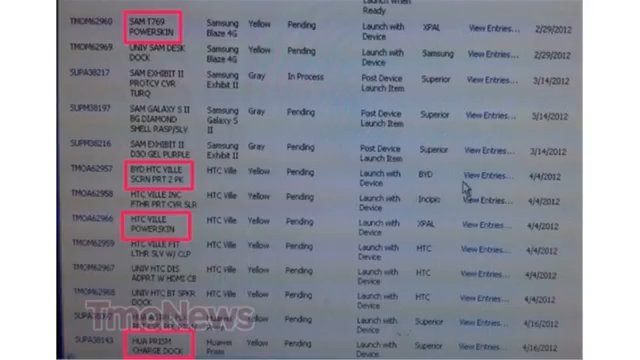 Launch when
Ready
TMOM62960 SAM T769 POWERSKIN Samsung Blaze 4G Yellow Pending Launch with Device XPAL View Entries... 2/29/2012
TMOM62969 UNIV SAM DESK DOCK Samsung Blaze 4G Yellow Pending Launch with Device Samsung View Entries... 2/29/2012
SUPA38217 SAM EXHIBIT II PROTCV CVR TURQ Samsung Exhibit II Gray In Process Post Device Launch Item Superior View Entries... 3/14/2012
SUPM38197 SAM GALAXY S II BG DIAMOND SHELL RASP/SLV Samsung Galaxy S II Gray Pending Post Device Launch Item Superior View Entries... 3/14/2012
SUPM38216 SAM EXHIBIT II D3O GEL PURPLE Samsung Exhibit II Gray Pending Post Device Launch Item Superior View Entries... 3/14/2012
TMOA62957 BYD HTC VILLE SCRN PRT 2 PK HTC Ville Yellow Pending Launch with Device BYD View Entries... 4/4/2012
TMOA62958 HTC VILLE INC FTHR PRT CVR SLR HTC Ville Yellow Pending Launch with Device Incipio View Entries... 4/4/2012
TMOA62966 HTC VILLE POWERSKIN HTC Ville Yellow Pending Launch with Device XPAL View Entries... 4/4/2012
TMOM62959 HTC VILLE FIT LTHR SLV W/ CLP HTC Ville Yellow Pending Launch with Device HTC View Entries... 4/4/2012
TMOM62967 UNIV HTC DIS ADPRT W HDMI CB HTC Ville Yellow Pending Launch with Device HTC View Entries... 4/4/2012
TMOM62968 UNIV HTC BT SPKR DOCK HTC Ville Yellow Pending Launch with Device HTC View Entries... 4/4/2012
Huawei Prism Yellow Pending Launch with Device Superior View Entries... 4/16/2012
SUPA38143 HUA PRISM CHARGE DOCK Huawei Prism Yellow Pending Launch with Device Superior View Entries... 4/16/2012
TmoNews